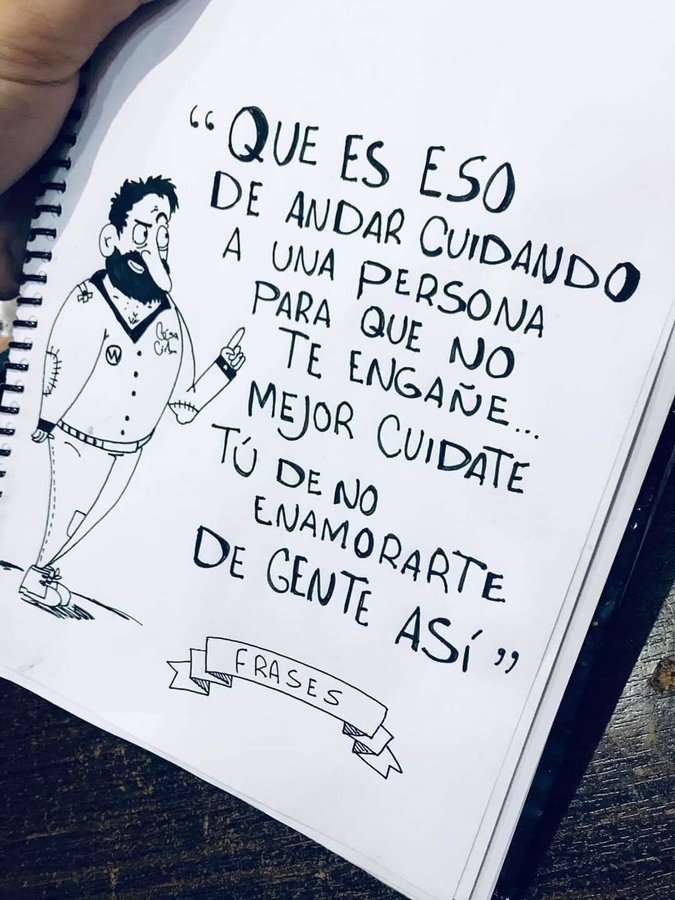 “QUE ES ESO
DE ANDAR CUIDANDO
A UNA PERSONA
PARA QUE NO
TE ENGAÑE...
MEJOR CUIDATE
TÚ DE NO
ENAMORARTE
DE GENTE ASÍ”
W
FRASES